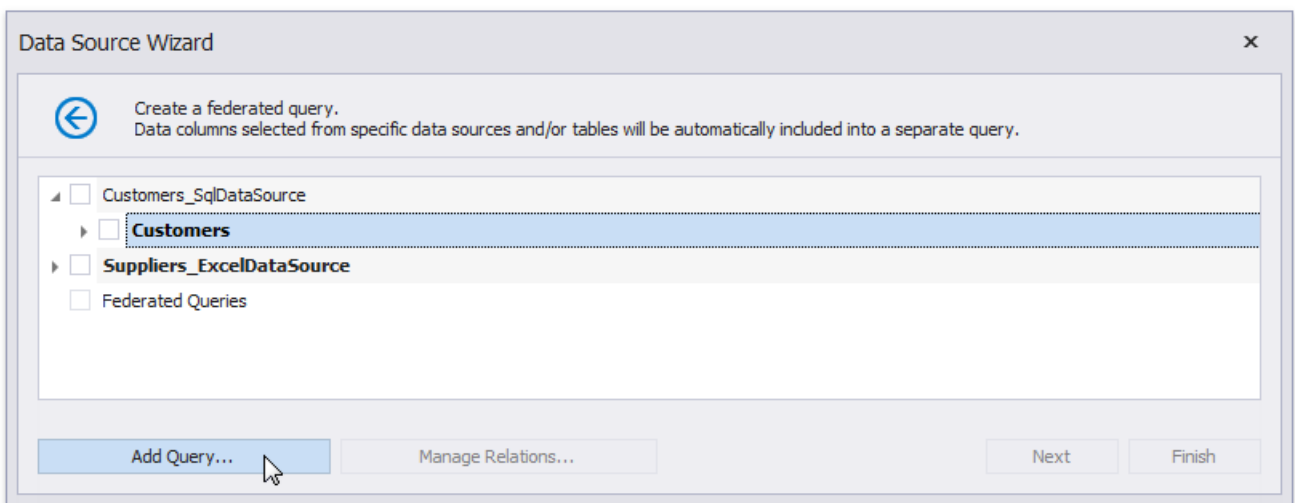 Data Source Wizard
Create a federated query.
Data columns selected from specific data sources and/or tables will be automatically included into a separate query.
Customers_SqlDataSource
Customers
Suppliers_ExcelDataSource
Federated Queries
Add Query...
Manage Relations...
Next
Finish